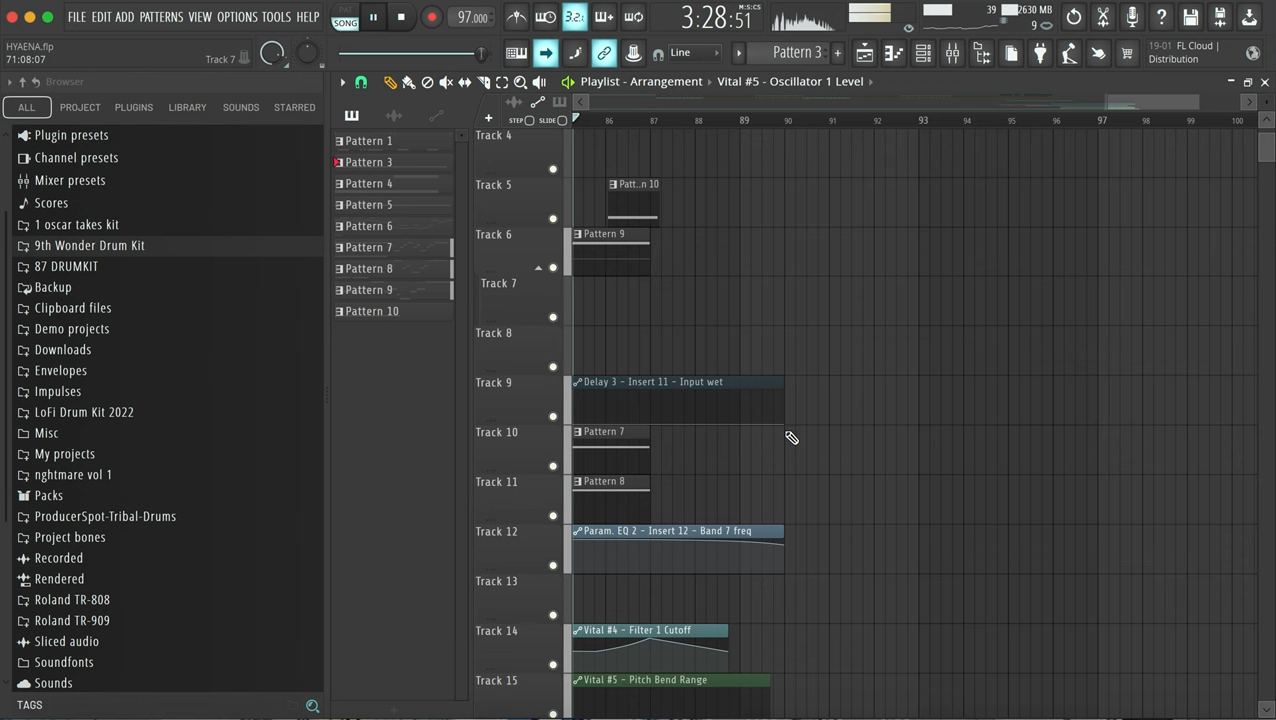 FILE EDIT ADD PATTERNS VIEW OPTIONS TOOLS ?
HYAENA.flp
71:08:07
Track 7
PAT
SONG
97.000
3.2.
3:28:51
M:S:CS
39
2630 MB
9
Line
Pattern 3
19-01 FL Cloud |
Distribution
Browser
ALL
PROJECT
PLUGINS
LIBRARY
SOUNDS
STARRED
Plugin presets
Channel presets
Mixer presets
Scores
1 oscar takes kit
9th Wonder Drum Kit
87 DRUMKIT
Backup
Clipboard files
Demo projects
Downloads
Envelopes
Impulses
LoFi Drum Kit 2022
Misc
My projects
nghtmare vol 1
Packs
ProducerSpot-Tribal-Drums
Project bones
Recorded
Rendered
Roland TR-808
Roland TR-909
Sliced audio
Soundfonts
Sounds
TAGS
Pattern 1
Pattern 3
Pattern 4
Pattern 5
Pattern 6
Pattern 7
Pattern 8
Pattern 9
Pattern 10
Playlist - Arrangement
Vital #5 - Oscillator 1 Level
STEP
SLIDE
86 87 88 89 90 91 92 93 94 95 96 97 98 99 100
Track 4
Track 5
Patt..n 10
Track 6
Pattern 9
Track 7
Track 8
Track 9
Delay 3 - Insert 11 - Input wet
Track 10
Pattern 7
Track 11
Pattern 8
Track 12
Param. EQ 2 - Insert 12 - Band 7 freq
Track 13
Track 14
Vital #4 - Filter 1 Cutoff
Track 15
Vital #5 - Pitch Bend Range